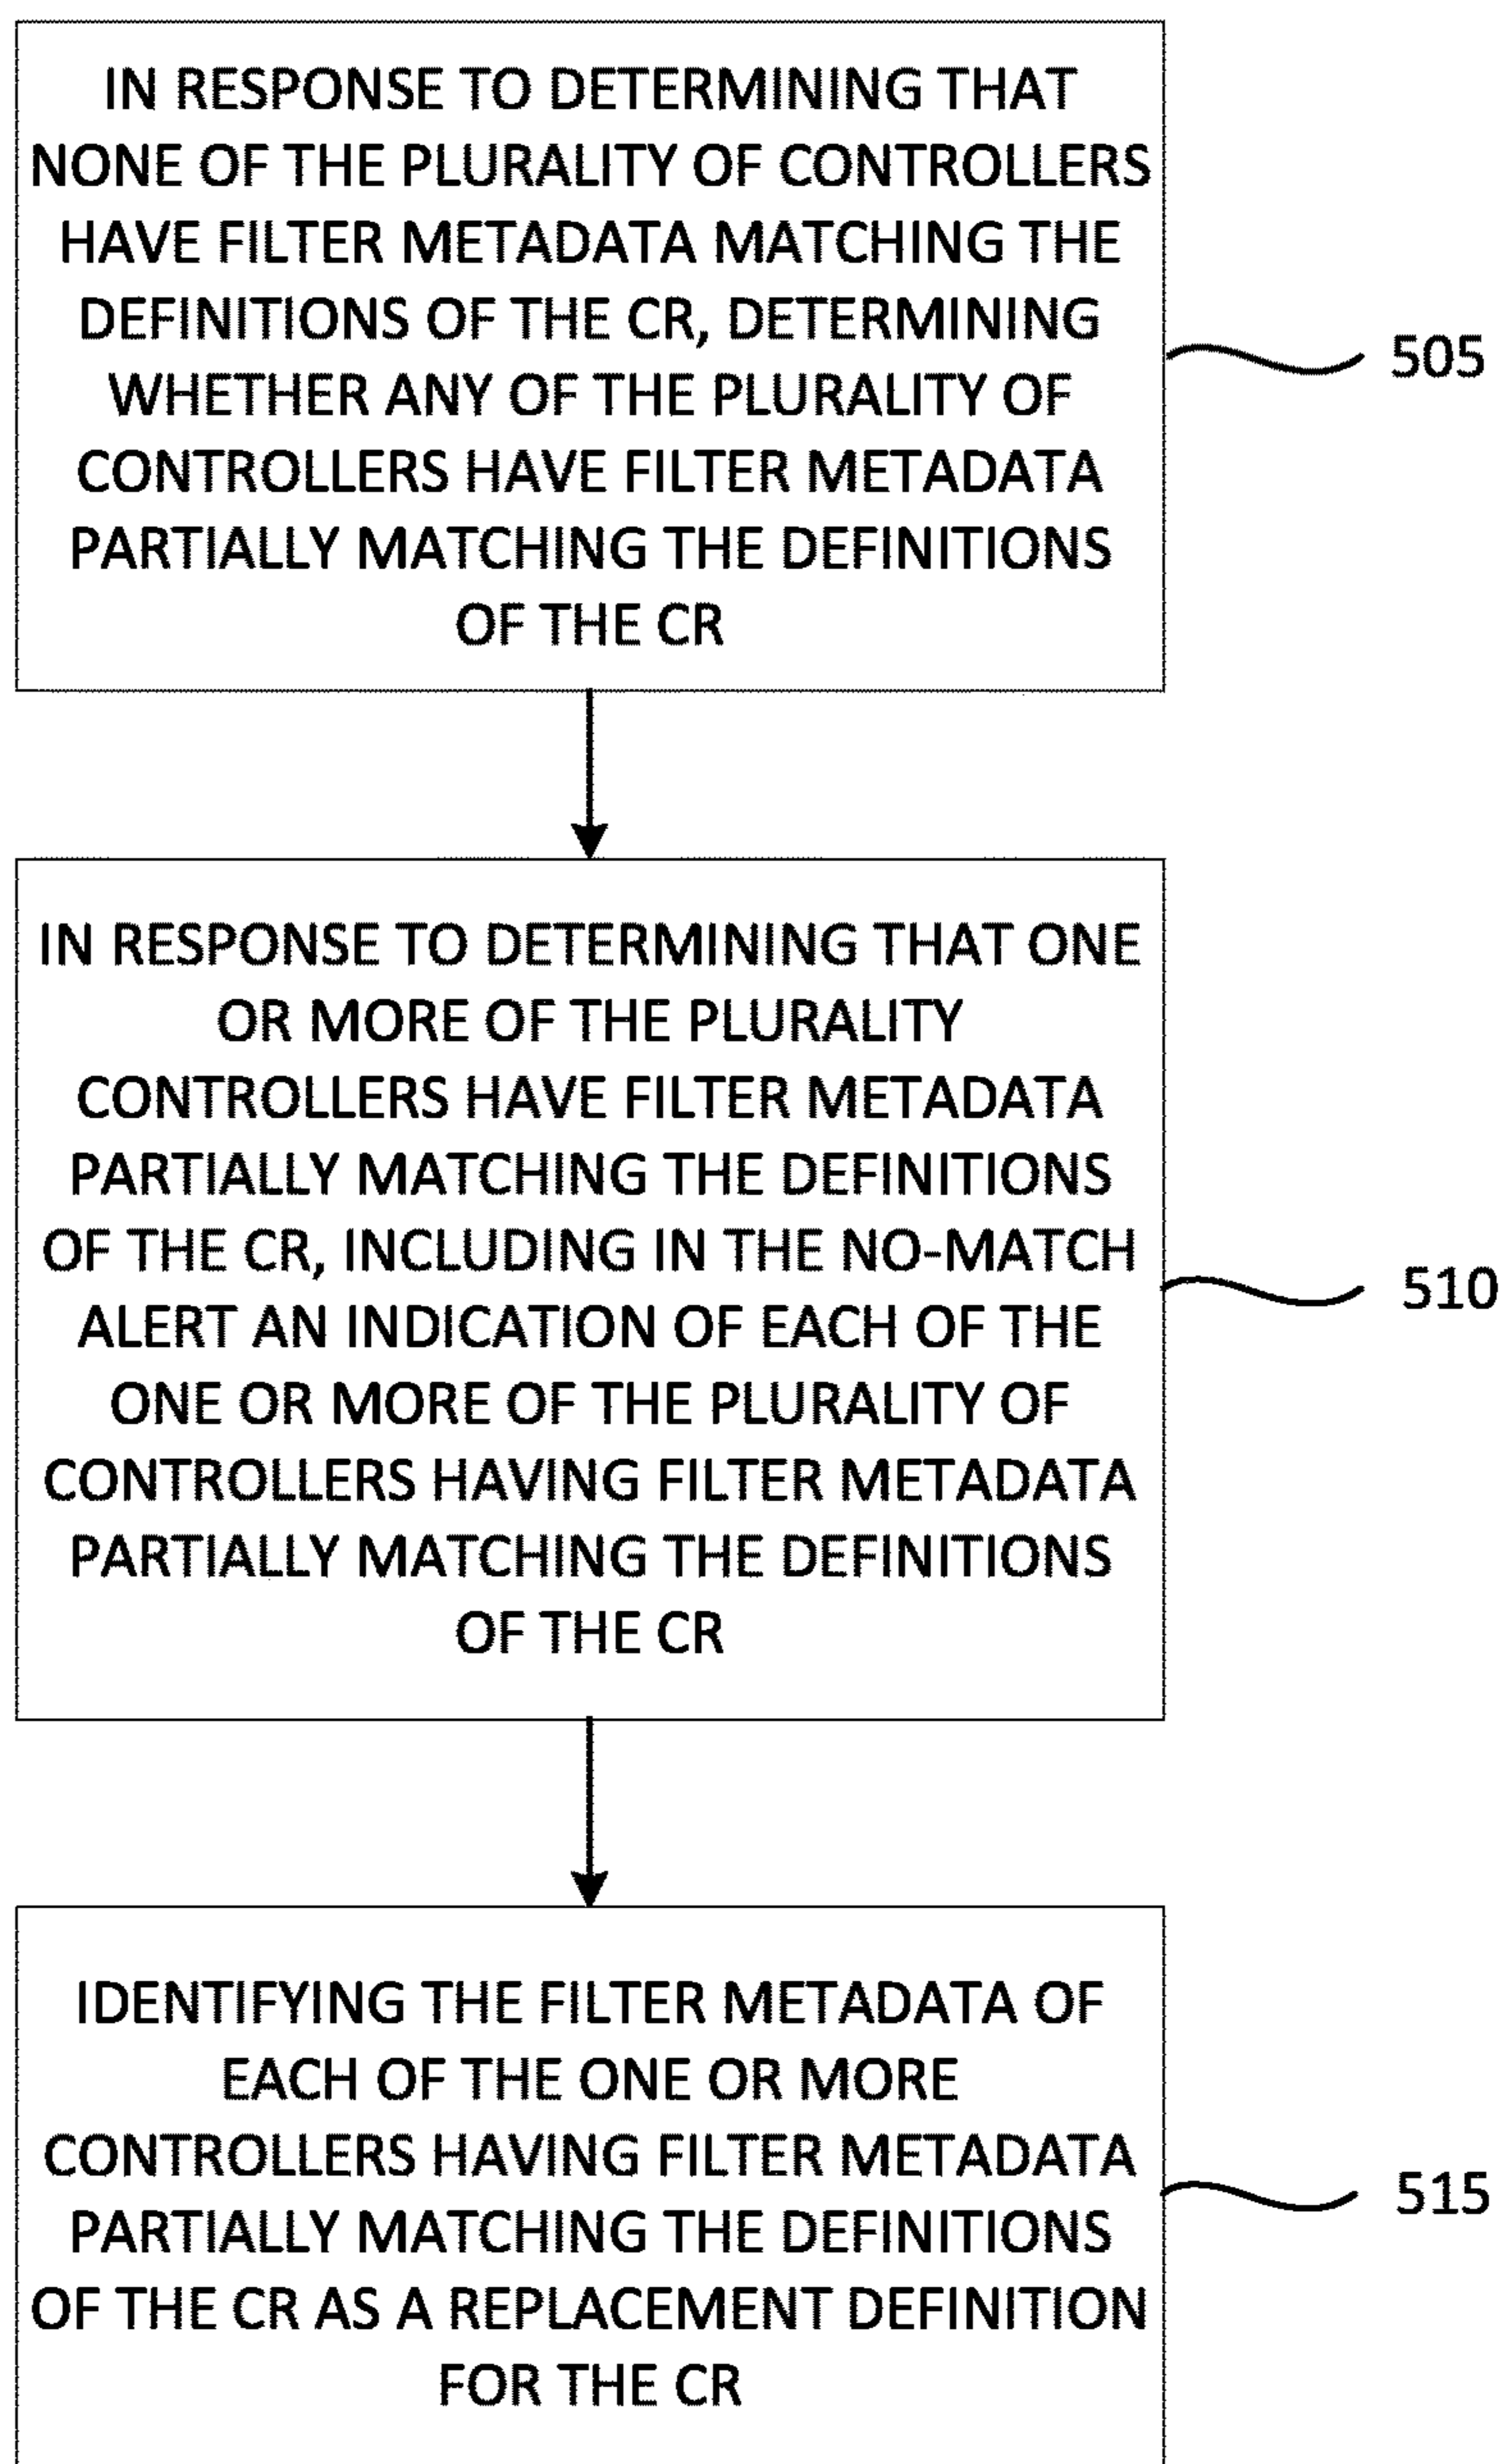 IN RESPONSE TO DETERMINING THAT
NONE OF THE PLURALITY OF CONTROLLERS
HAVE FILTER METADATA MATCHING THE
DEFINITIONS OF THE CR, DETERMINING
WHETHER ANY OF THE PLURALITY OF
CONTROLLERS HAVE FILTER METADATA
PARTIALLY MATCHING THE DEFINITIONS
OF THE CR
505
IN RESPONSE TO DETERMINING THAT ONE
OR MORE OF THE PLURALITY
CONTROLLERS HAVE FILTER METADATA
PARTIALLY MATCHING THE DEFINITIONS
OF THE CR, INCLUDING IN THE NO-MATCH
ALERT AN INDICATION OF EACH OF THE
ONE OR MORE OF THE PLURALITY OF
CONTROLLERS HAVING FILTER METADATA
PARTIALLY MATCHING THE DEFINITIONS
OF THE CR
510
IDENTIFYING THE FILTER METADATA OF
EACH OF THE ONE OR MORE
CONTROLLERS HAVING FILTER METADATA
PARTIALLY MATCHING THE DEFINITIONS
OF THE CR AS A REPLACEMENT DEFINITION
FOR THE CR
515